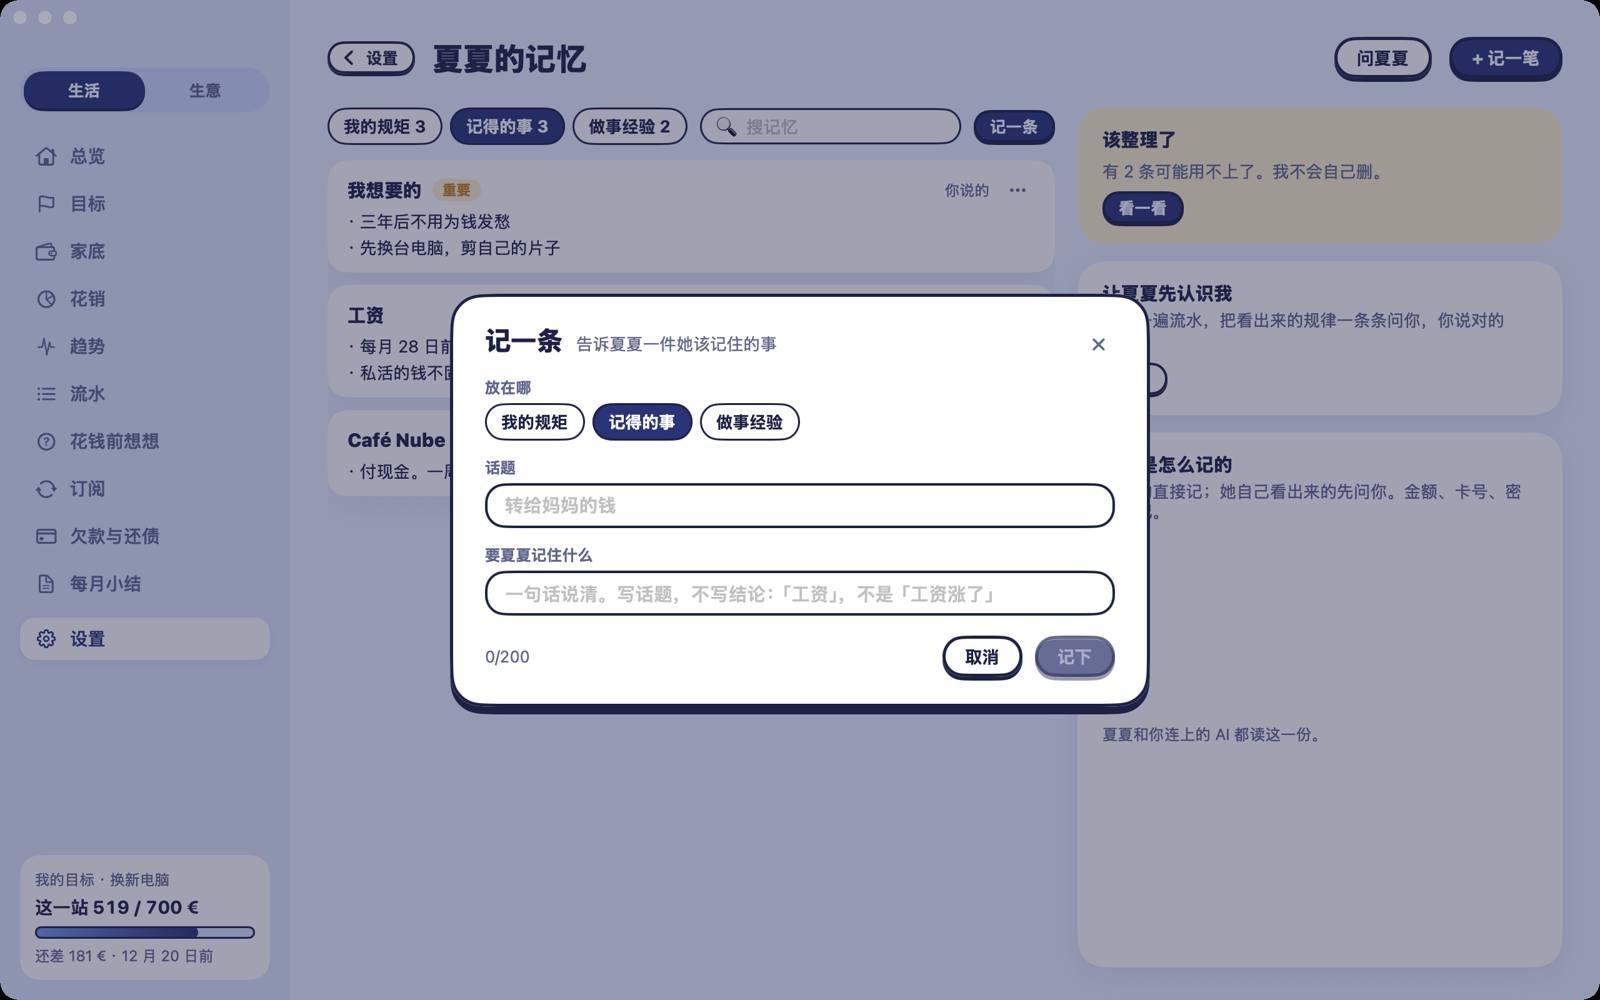 生活
生意
总览
目标
家底
花销
趋势
流水
花钱前想想
订阅
欠款与还债
每月小结
设置
我的目标 · 换新电脑
这一站 519 / 700 €
还差 181 € · 12 月 20 日前
设置
夏夏的记忆
问夏夏
+ 记一笔
我的规矩 3
记得的事 3
做事经验 2
搜记忆
记一条
我想要的 重要
你说的 ···
· 三年后不用为钱发愁
· 先换台电脑，剪自己的片子
工资
· 每月 28 日前
· 私活的钱不
Café Nube
· 付现金。一
该整理了
有 2 条可能用不上了。我不会自己删。
看一看
让夏夏先认识我
遍流水，把看出来的规律一条条问你，你说对的
是怎么记的
直接记；她自己看出来的先问你。金额、卡号、密
夏夏和你连上的 AI 都读这一份。
记一条 告诉夏夏一件她该记住的事
×
放在哪
我的规矩
记得的事
做事经验
话题
转给妈妈的钱
要夏夏记住什么
一句话说清。写话题，不写结论：「工资」，不是「工资涨了」
0/200
取消
记下